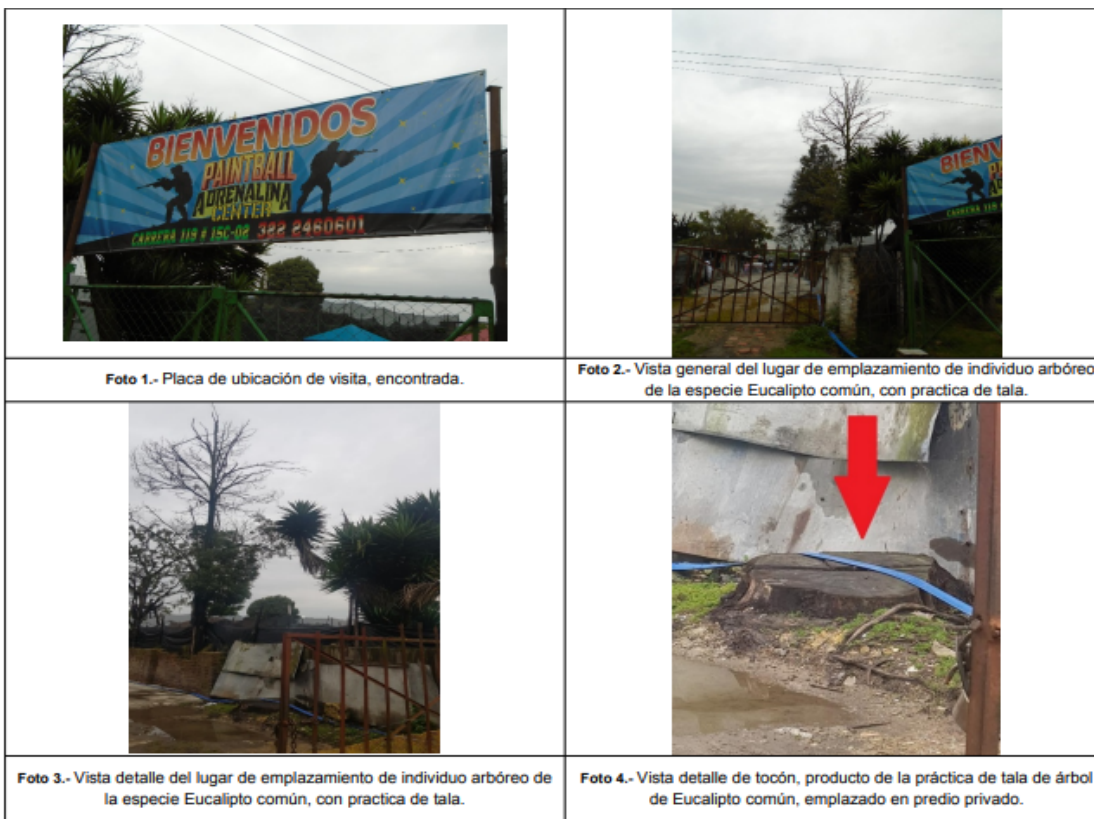 BIENVENIDOS
PAINTBALL
ADRENALINA
CENTER
CARRERA 119 # 15C-02 322 2460601
BIENV
Foto 1.- Placa de ubicación de visita, encontrada.
Foto 2.- Vista general del lugar de emplazamiento de individuo arbóreo
de la especie Eucalipto común, con practica de tala.
Foto 3.- Vista detalle del lugar de emplazamiento de individuo arbóreo de
la especie Eucalipto común, con practica de tala.
Foto 4.- Vista detalle de tocón, producto de la práctica de tala de árbol
de Eucalipto común, emplazado en predio privado.